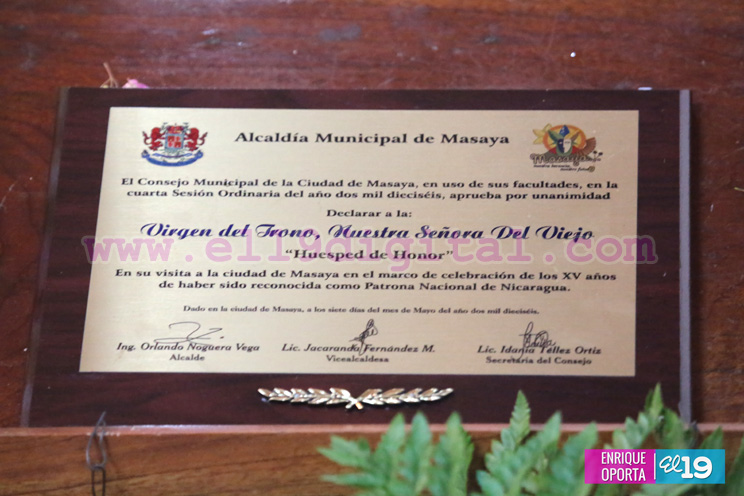 Alcaldía Municipal de Masaya
Masaya
El Consejo Municipal de la Ciudad de Masaya, en uso de sus facultades, en la
cuarta Sesión Ordinaria del año dos mil dieciséis, aprueba por unanimidad
Declarar a la:
Virgen del Trono, Nuestra Señora Del Viejo
www.el19digital.com
"Huesped de Honor"
En su visita a la ciudad de Masaya en el marco de celebración de los XV años
de haber sido reconocida como Patrona Nacional de Nicaragua.
Dado en la ciudad de Masaya, a los siete días del mes de Mayo del año dos mil dieciséis.
Ing. Orlando Noguera Vega
Alcalde
Lic. Jacaranda Fernández M.
Vicealcaldesa
Lic. Idania Téllez Ortiz
Secretaria del Consejo
ENRIQUE
OPORTA
El 19